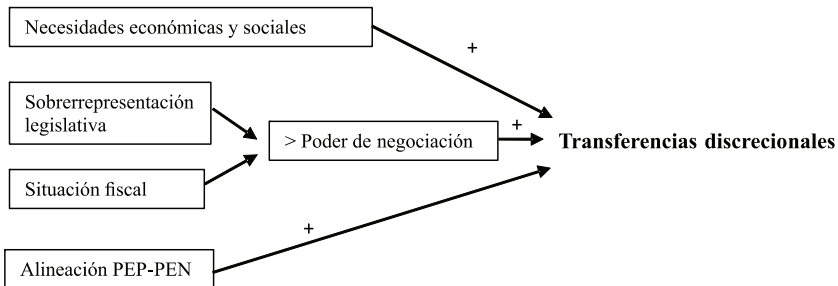 Necesidades económicas y sociales
+
Sobrerrepresentación
legislativa
> Poder de negociación
+
Transferencias discrecionales
Situación fiscal
+
Alineación PEP-PEN